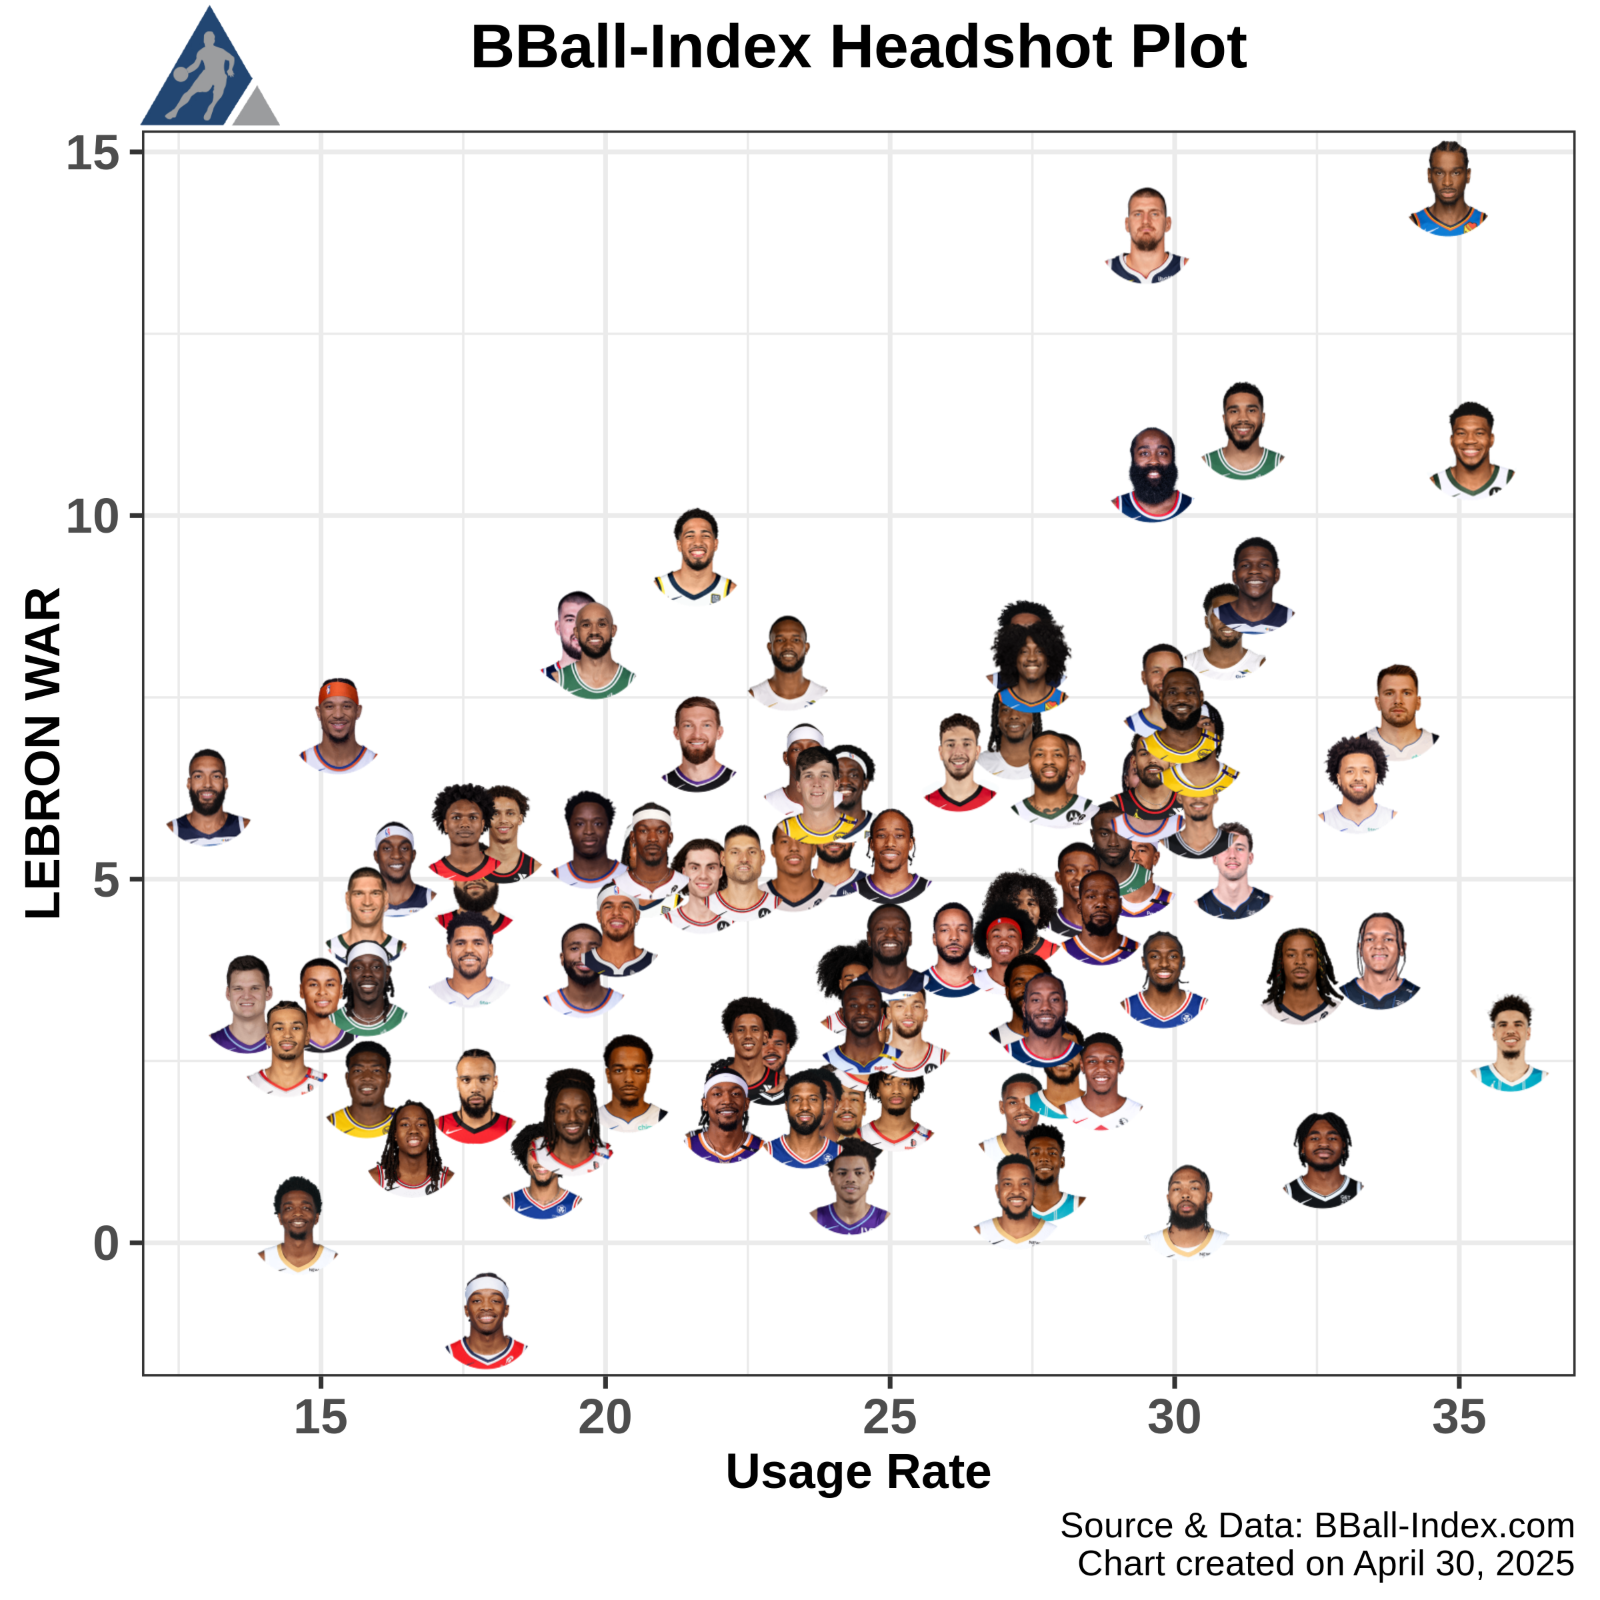 BBall-Index Headshot Plot
15
10
5
0
LEBRON WAR
15 20 25 30 35
Usage Rate
Source & Data: BBall-Index.com
Chart created on April 30, 2025